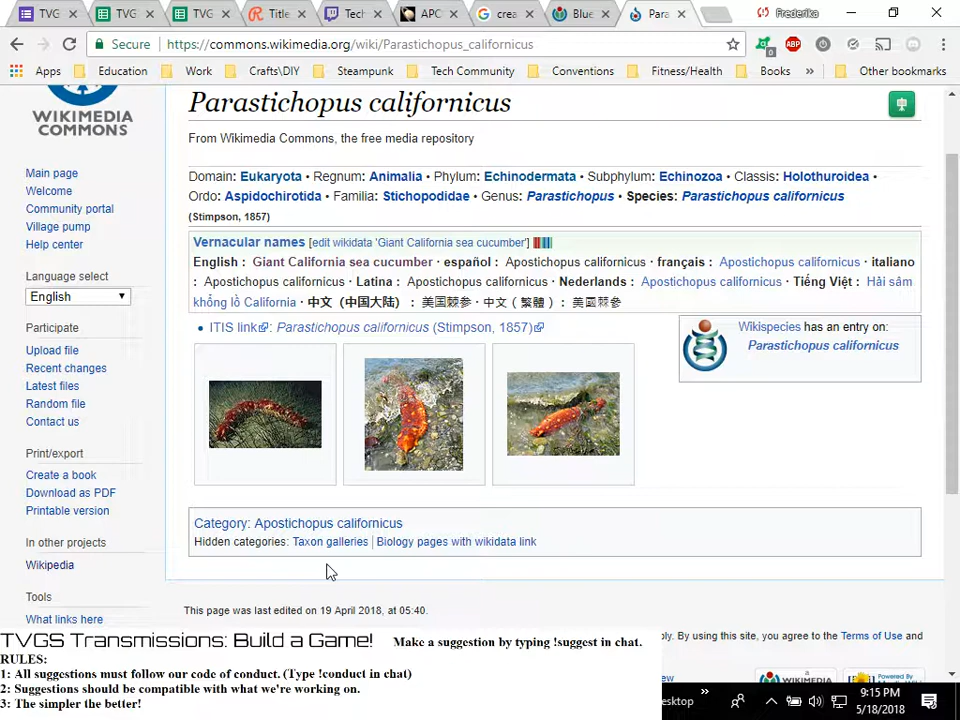 TVG TVG TVG Title Tech APC crea Blue Para Frederika
Secure https://commons.wikimedia.org/wiki/Parastichopus_californicus
Apps Education Work Crafts\DIY Steampunk Tech Community Conventions Fitness/Health Books » Other bookmarks
WIKIMEDIA
COMMONS
Main page
Welcome
Community portal
Village pump
Help center
Language select
English
Participate
Upload file
Recent changes
Latest files
Random file
Contact us
Print/export
Create a book
Download as PDF
Printable version
In other projects
Wikipedia
Tools
What links here
Parastichopus californicus
From Wikimedia Commons, the free media repository
Domain: Eukaryota • Regnum: Animalia • Phylum: Echinodermata • Subphylum: Echinozoa • Classis: Holothuroidea •
Ordo: Aspidochirotida • Familia: Stichopodidae • Genus: Parastichopus • Species: Parastichopus californicus
(Stimpson, 1857)
Vernacular names [edit wikidata 'Giant California sea cucumber']
English : Giant California sea cucumber · español : Apostichopus californicus · français : Apostichopus californicus · italiano
: Apostichopus californicus · Latina : Apostichopus californicus · Nederlands : Apostichopus californicus · Tiếng Việt : Hải sâm
khổng lồ California · 中文（中国大陆） : 美国棘参 · 中文（繁體） : 美國棘參
• ITIS link: Parastichopus californicus (Stimpson, 1857)
Wikispecies has an entry on:
Parastichopus californicus
Category: Apostichopus californicus
Hidden categories: Taxon galleries | Biology pages with wikidata link
This page was last edited on 19 April 2018, at 05:40.
ply. By using this site, you agree to the Terms of Use and
WIKIMEDIA
Powered By
TVGS Transmissions: Build a Game! Make a suggestion by typing !suggest in chat.
RULES:
1: All suggestions must follow our code of conduct. (Type !conduct in chat)
2: Suggestions should be compatible with what we're working on.
3: The simpler the better!
esktop »
9:15 PM
5/18/2018